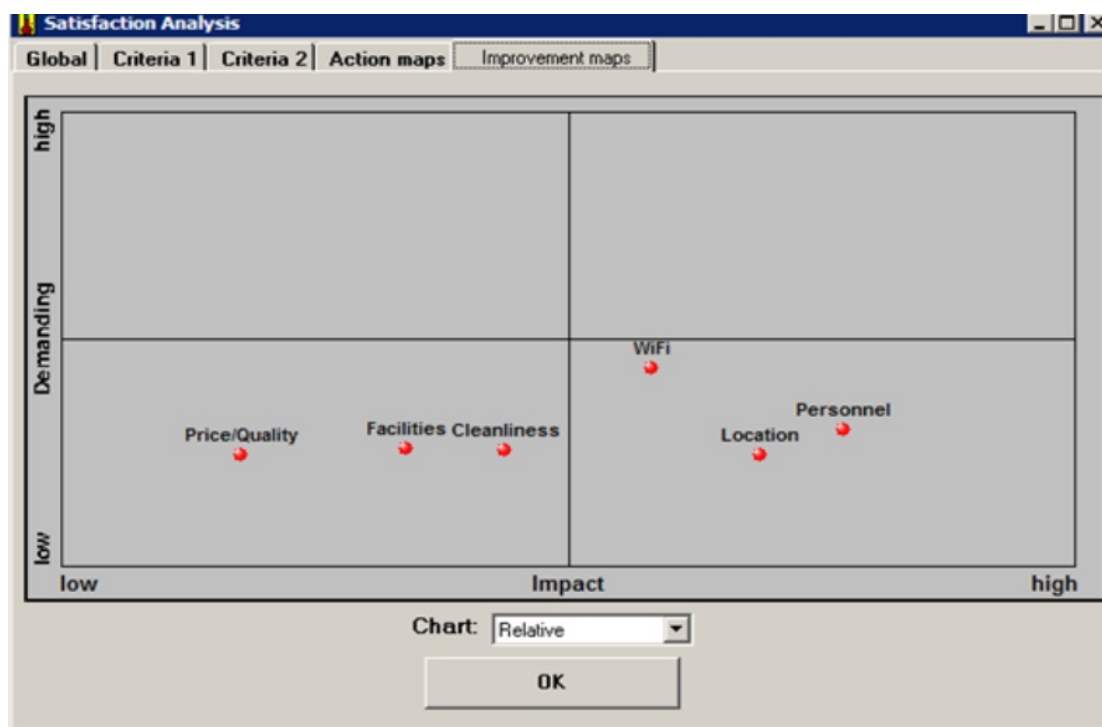 Satisfaction Analysis
Global Criteria 1 Criteria 2 Action maps Improvement maps
high
Demanding
low
WiFi
Personnel
Price/Quality Facilities Cleanliness Location
low Impact high
Chart: Relative
OK